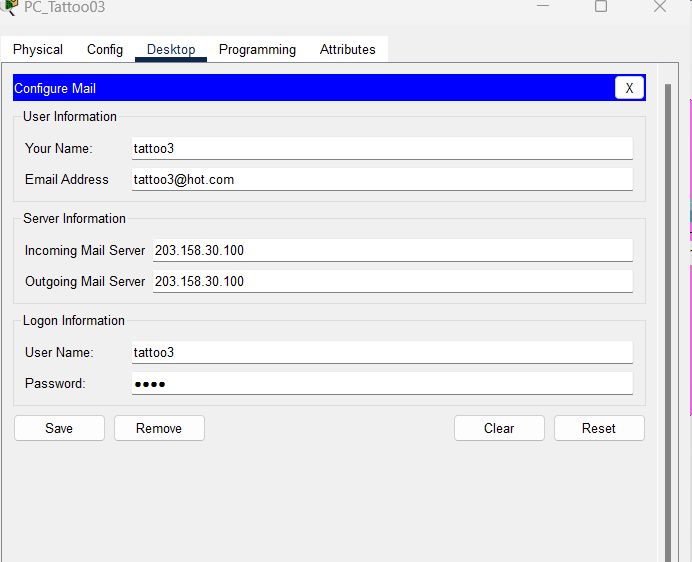 PC_Tattoo03
Physical Config Desktop Programming Attributes
Configure Mail X
User Information
Your Name: tattoo3
Email Address tattoo3@hot.com
Server Information
Incoming Mail Server 203.158.30.100
Outgoing Mail Server 203.158.30.100
Logon Information
User Name: tattoo3
Password: ●●●●
Save Remove Clear Reset